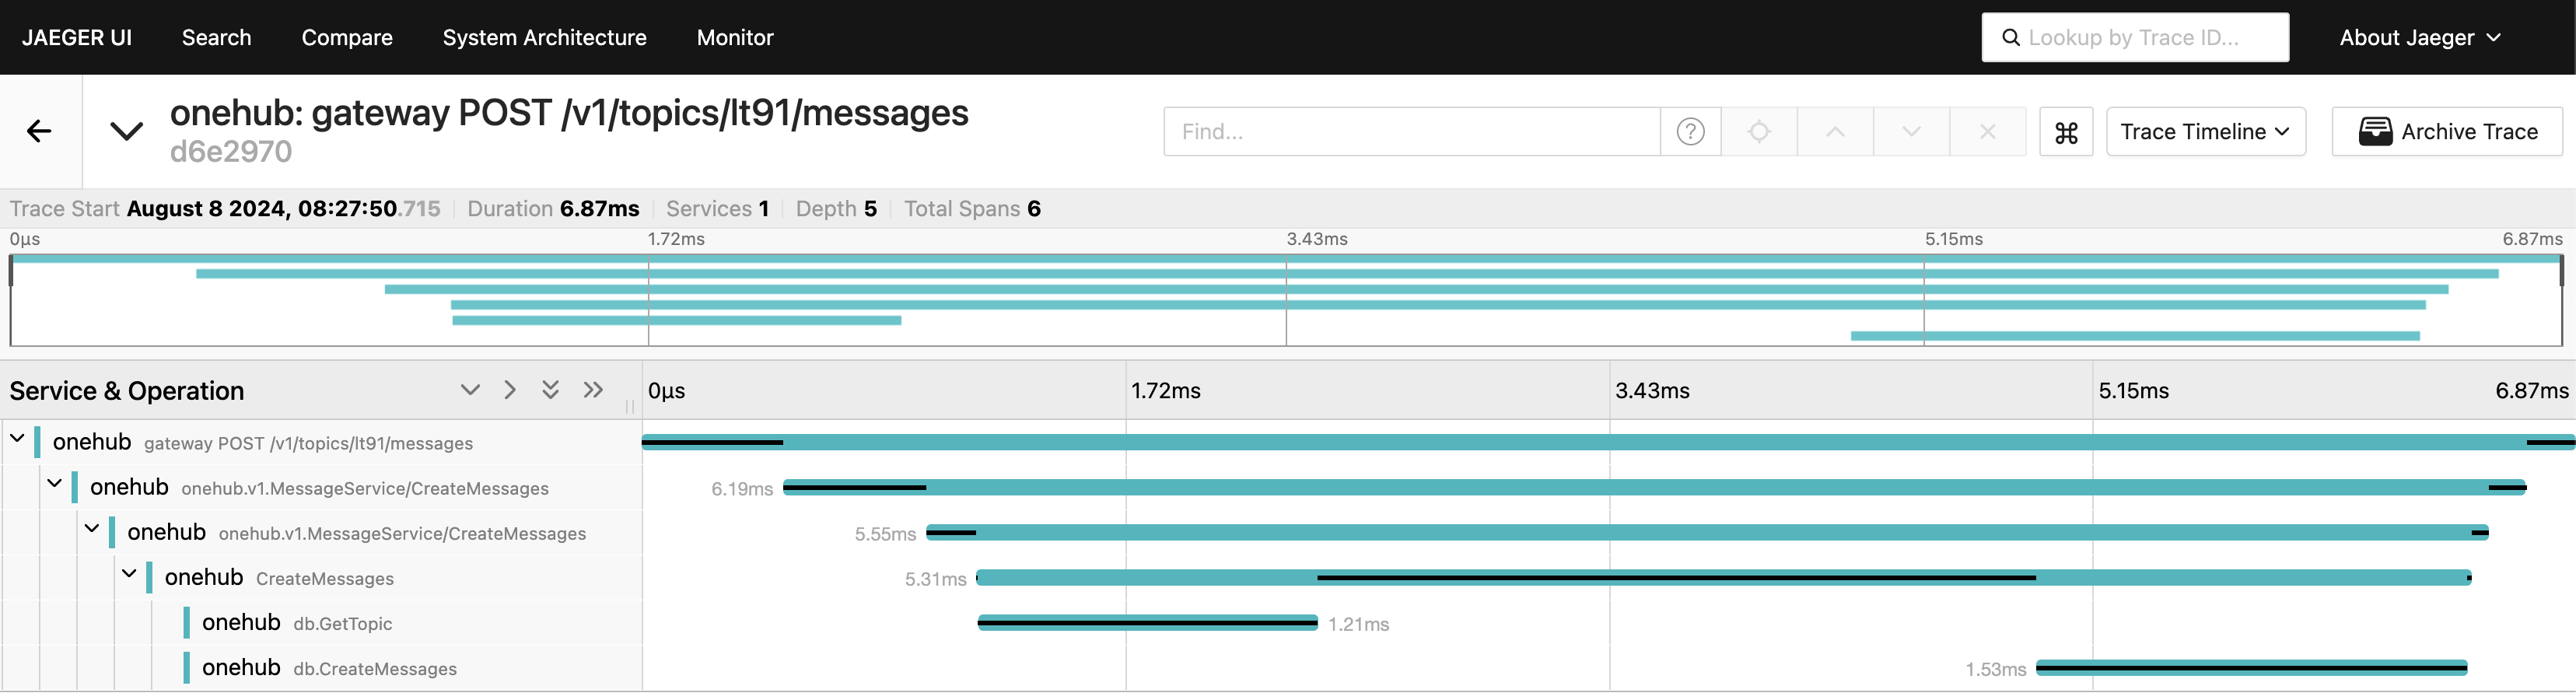 JAEGER UI Search Compare System Architecture Monitor Lookup by Trace ID... About Jaeger
onehub: gateway POST /v1/topics/lt91/messages
d6e2970
Find... Trace Timeline Archive Trace
Trace Start August 8 2024, 08:27:50.715 Duration 6.87ms Services 1 Depth 5 Total Spans 6
0μs 1.72ms 3.43ms 5.15ms 6.87ms
Service & Operation 0μs 1.72ms 3.43ms 5.15ms 6.87ms
onehub gateway POST /v1/topics/lt91/messages
onehub onehub.v1.MessageService/CreateMessages 6.19ms
onehub onehub.v1.MessageService/CreateMessages 5.55ms
onehub CreateMessages 5.31ms
onehub db.GetTopic 1.21ms
onehub db.CreateMessages 1.53ms